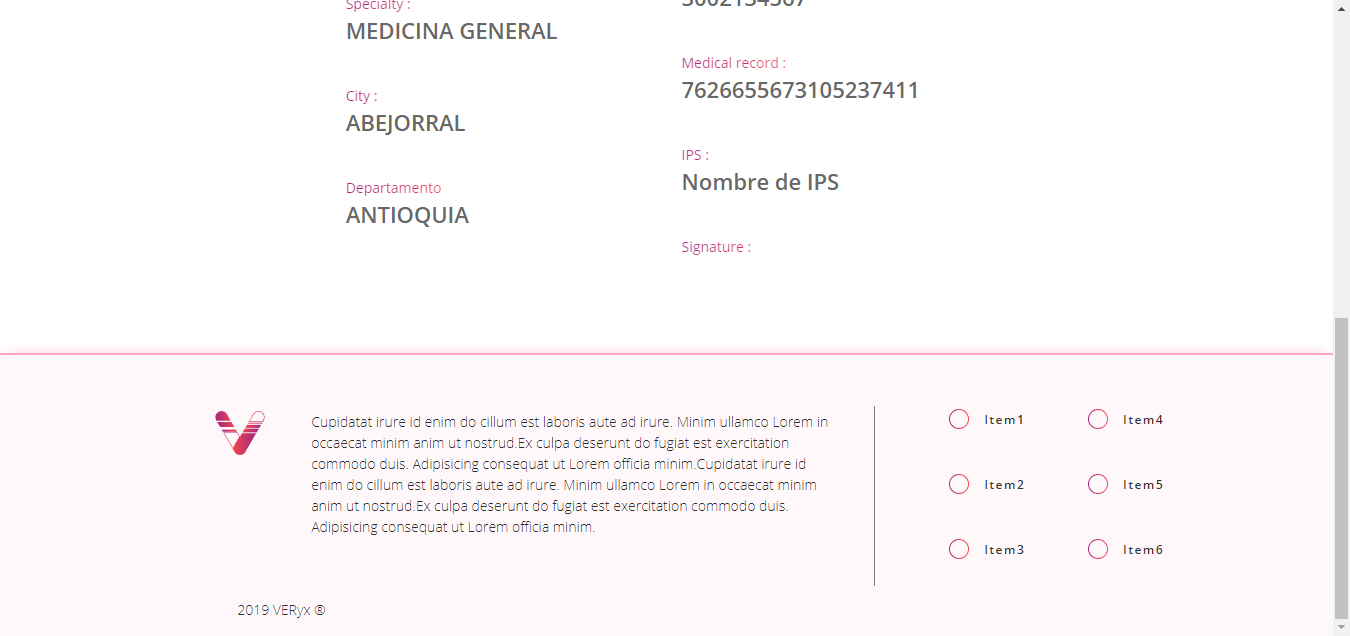 Specialty :
MEDICINA GENERAL
City :
ABEJORRAL
Departamento
ANTIOQUIA
Medical record :
7626655673105237411
IPS :
Nombre de IPS
Signature :
Cupidatat irure id enim do cillum est laboris aute ad irure. Minim ullamco Lorem in
occaecat minim anim ut nostrud.Ex culpa deserunt do fugiat est exercitation
commodo duis. Adipisicing consequat ut Lorem officia minim.Cupidatat irure id
enim do cillum est laboris aute ad irure. Minim ullamco Lorem in occaecat minim
anim ut nostrud.Ex culpa deserunt do fugiat est exercitation commodo duis.
Adipisicing consequat ut Lorem officia minim.
Item1
Item2
Item3
Item4
Item5
Item6
2019 VERyx ®